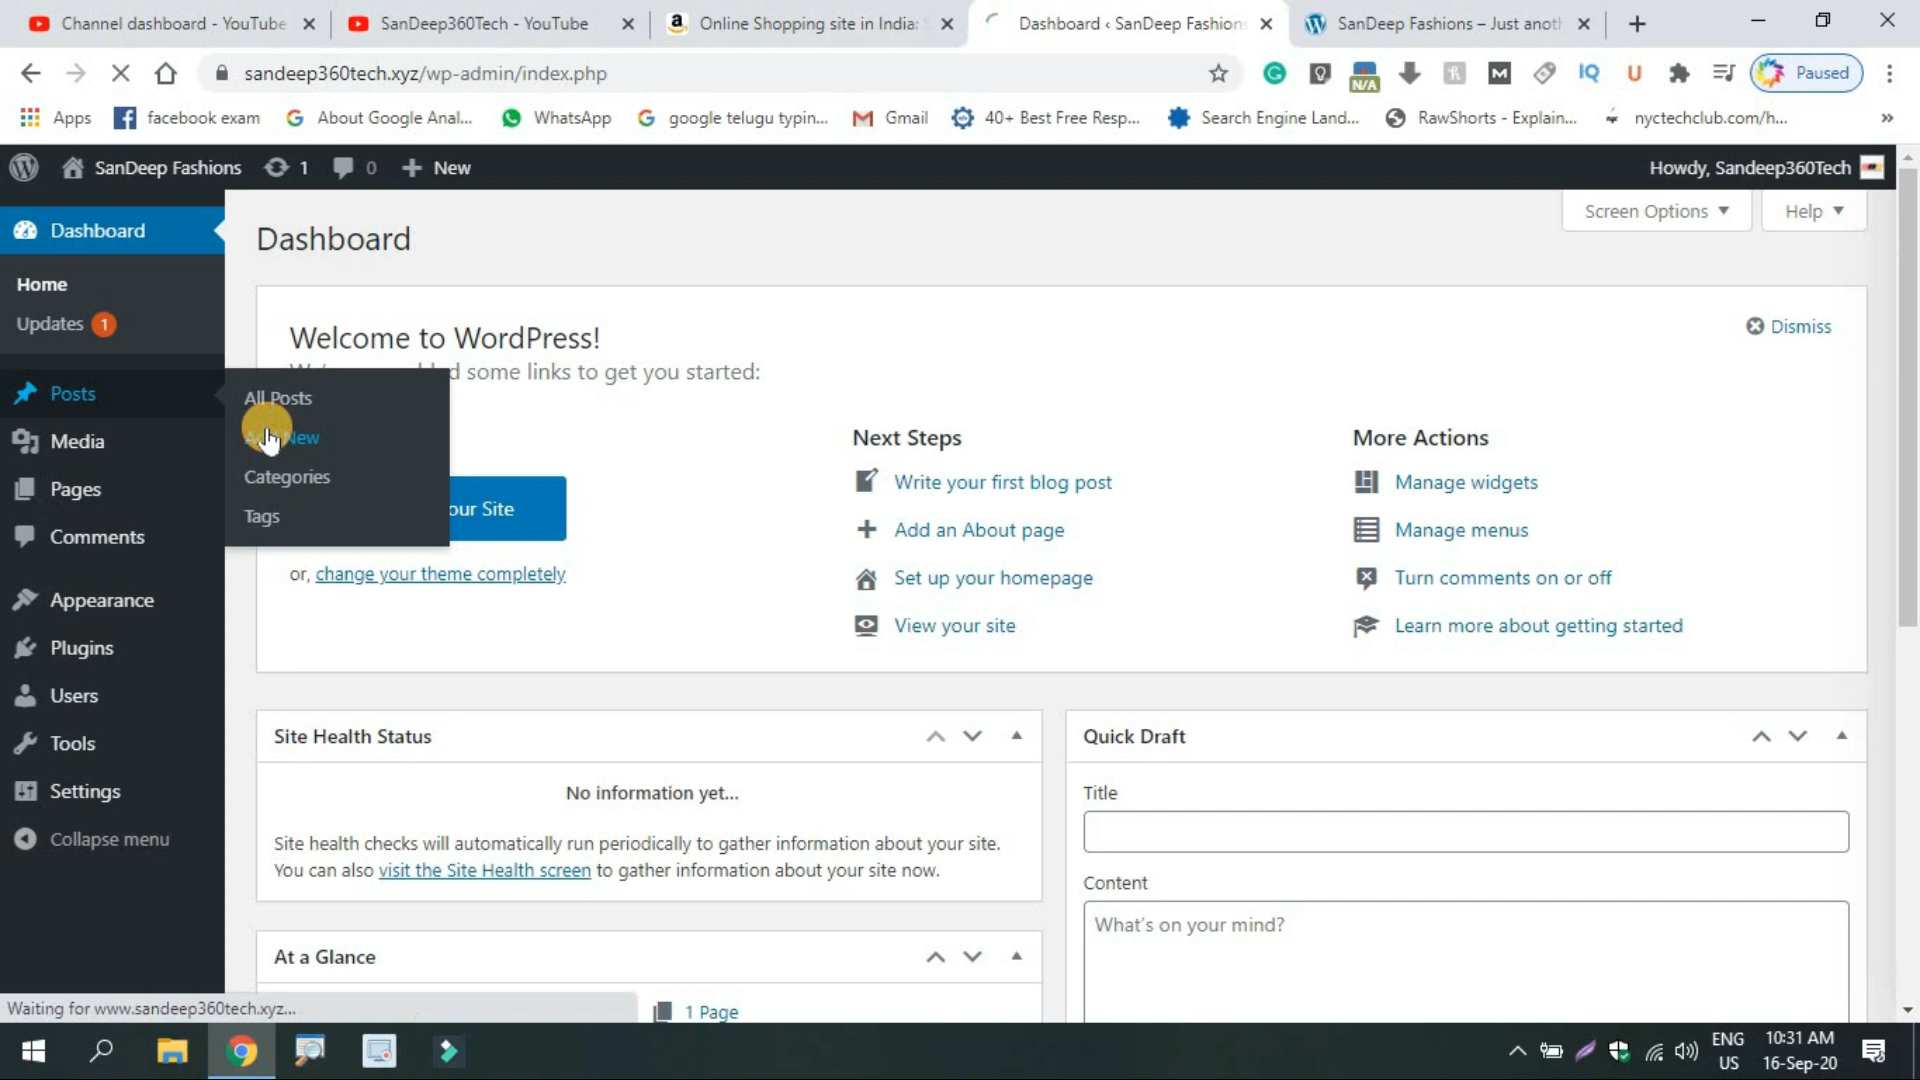 Channel dashboard - YouTube
SanDeep360Tech - YouTube
Online Shopping site in India:
Dashboard ‹ SanDeep Fashions
SanDeep Fashions – Just anoth
sandeep360tech.xyz/wp-admin/index.php
N/A
IQ
Paused
Apps
facebook exam
About Google Anal...
WhatsApp
google telugu typin...
Gmail
40+ Best Free Resp...
Search Engine Land...
RawShorts - Explain...
nyctechclub.com/h...
»
SanDeep Fashions
1
0
New
Howdy, Sandeep360Tech
Dashboard
Home
Updates 1
Posts
Media
Pages
Comments
Appearance
Plugins
Users
Tools
Settings
Collapse menu
All Posts
New
Categories
Tags
Screen Options
Help
Dashboard
Welcome to WordPress!
Dismiss
d some links to get you started:
our Site
or, change your theme completely
Next Steps
Write your first blog post
Add an About page
Set up your homepage
View your site
More Actions
Manage widgets
Manage menus
Turn comments on or off
Learn more about getting started
Site Health Status
No information yet...
Site health checks will automatically run periodically to gather information about your site.
You can also visit the Site Health screen to gather information about your site now.
At a Glance
1 Page
Quick Draft
Title
Content
What's on your mind?
Waiting for www.sandeep360tech.xyz...
ENG
US
10:31 AM
16-Sep-20